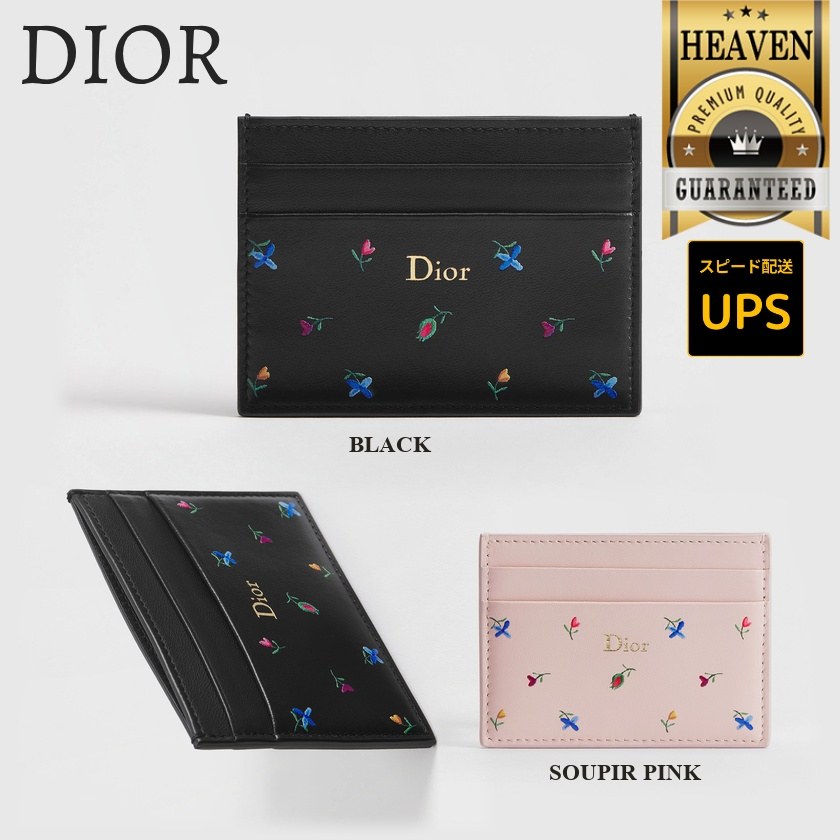 DIOR
HEAVEN
PREMIUM QUALITY
GUARANTEED
スピード配送
UPS
Dior
BLACK
Dior
Dior
SOUPIR PINK